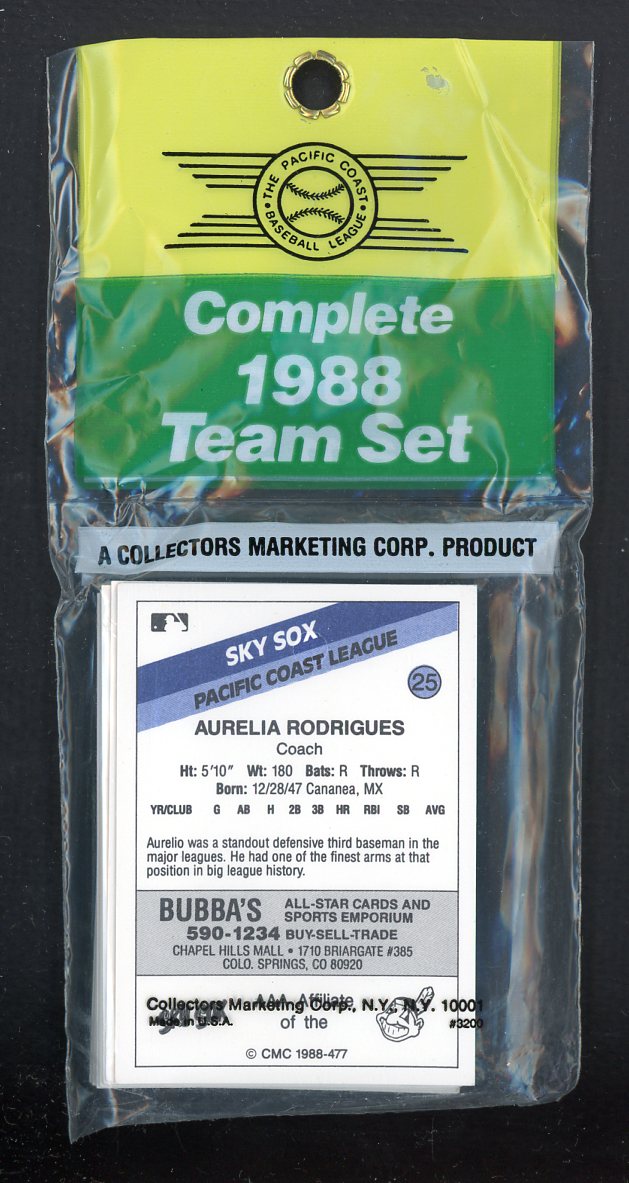 THE PACIFIC COAST
BASEBALL LEAGUE
Complete
1988
Team Set
A COLLECTORS MARKETING CORP. PRODUCT
SKY SOX
PACIFIC COAST LEAGUE
25
AURELIA RODRIGUES
Coach
Ht: 5'10" Wt: 180 Bats: R Throws: R
Born: 12/28/47 Cananea, MX
YR/CLUB G AB H 2B 3B HR RBI SB AVG
Aurelio was a standout defensive third baseman in the
major leagues. He had one of the finest arms at that
position in big league history.
BUBBA'S ALL-STAR CARDS AND
SPORTS EMPORIUM
590-1234 BUY-SELL-TRADE
CHAPEL HILLS MALL • 1710 BRIARGATE #385
COLO. SPRINGS, CO 80920
AAA Affiliate
Collectors Marketing Corp., N.Y., N.Y. 10001
Made in U.S.A.
of the
#3200
© CMC 1988-477